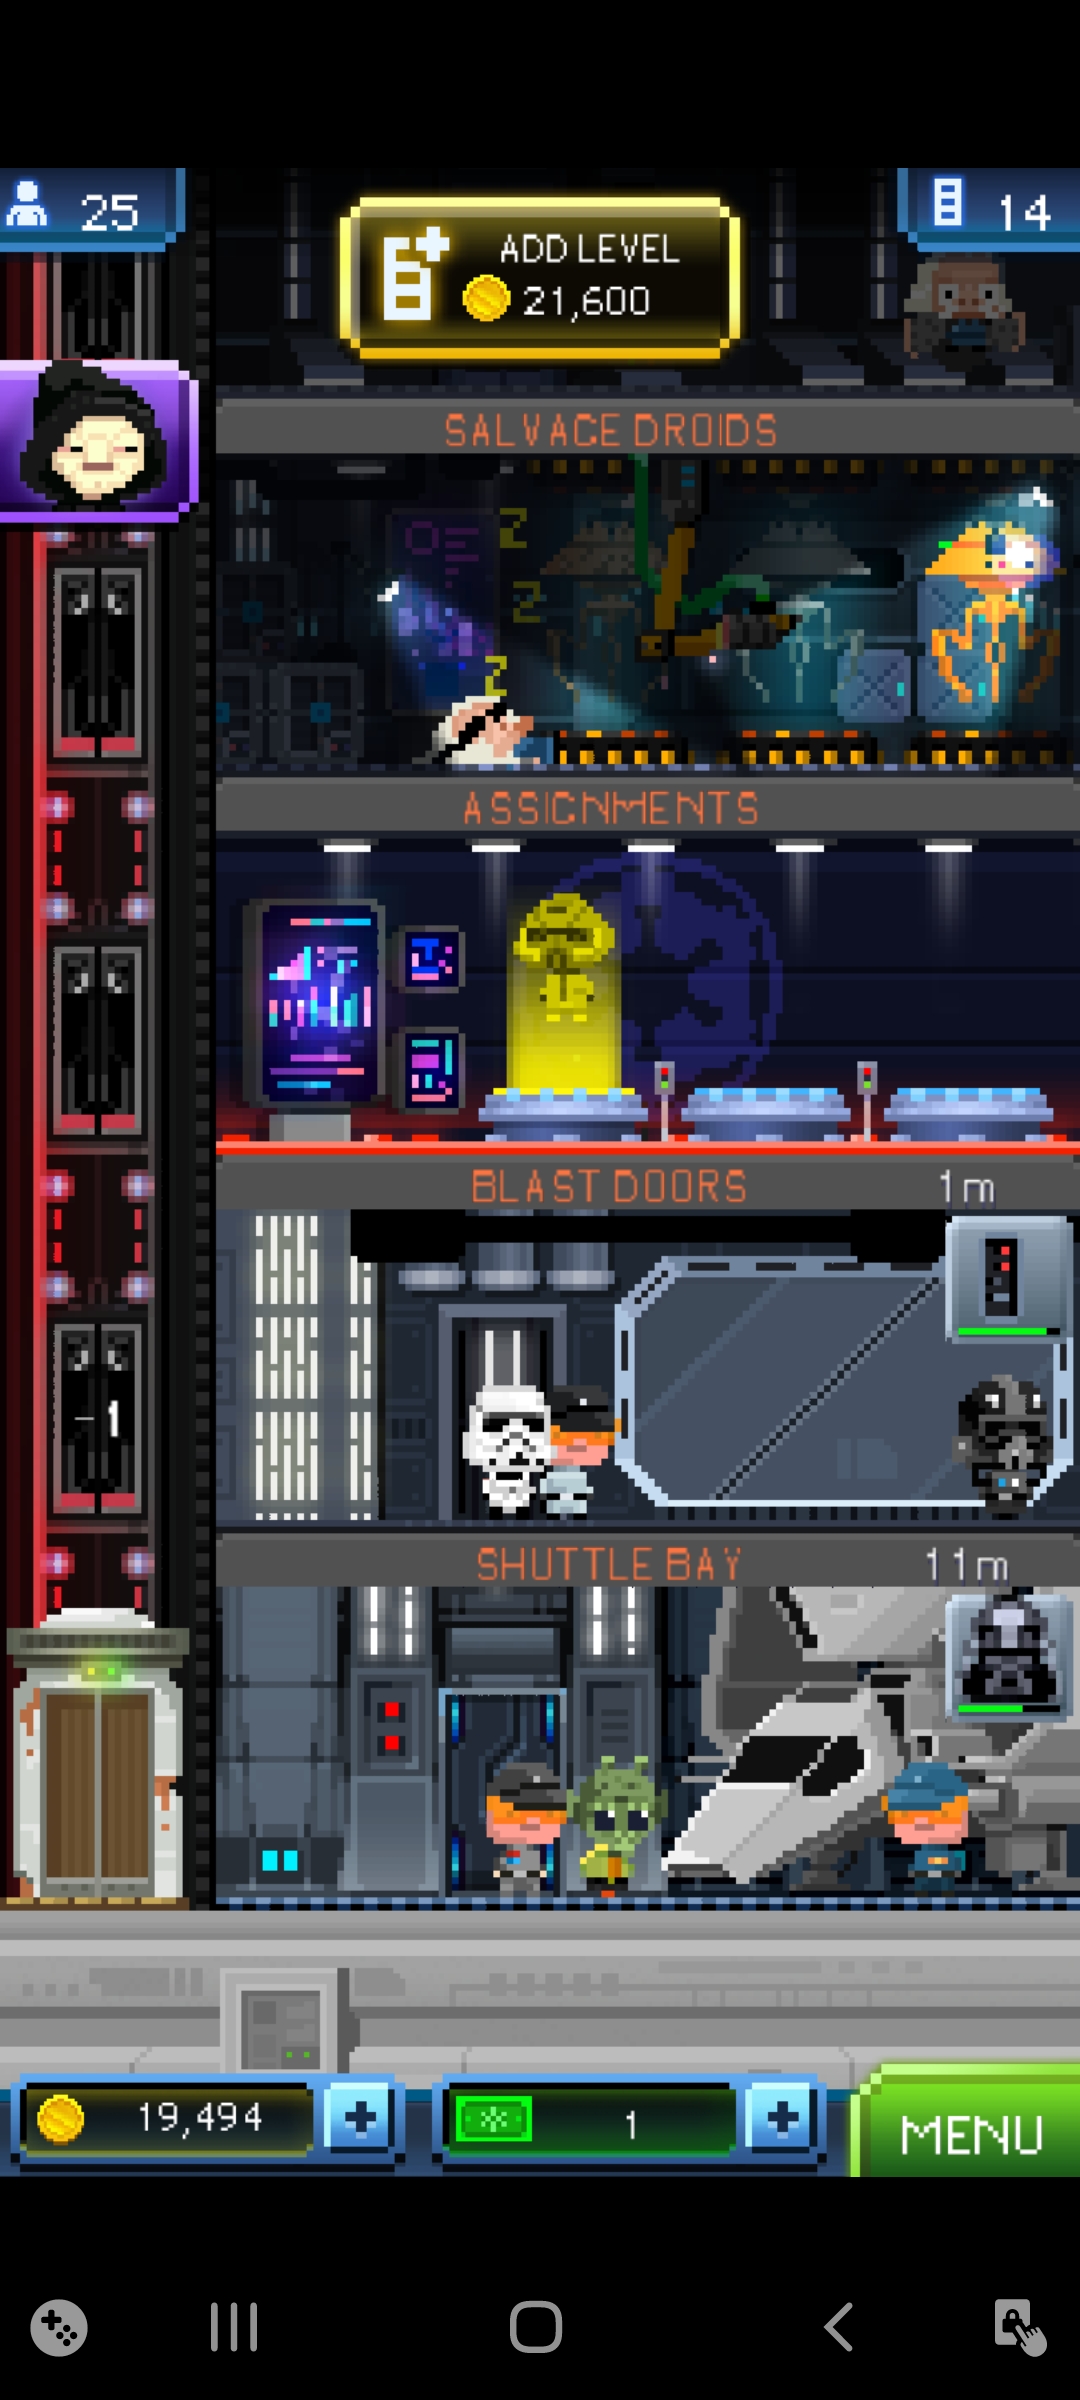 25
14
ADD LEVEL
21,600
SALVAGE DROIDS
Z
Z
Z
ASSIGNMENTS
BLAST DOORS 1m
-1
SHUTTLE BAY 11m
19,494
1
MENU